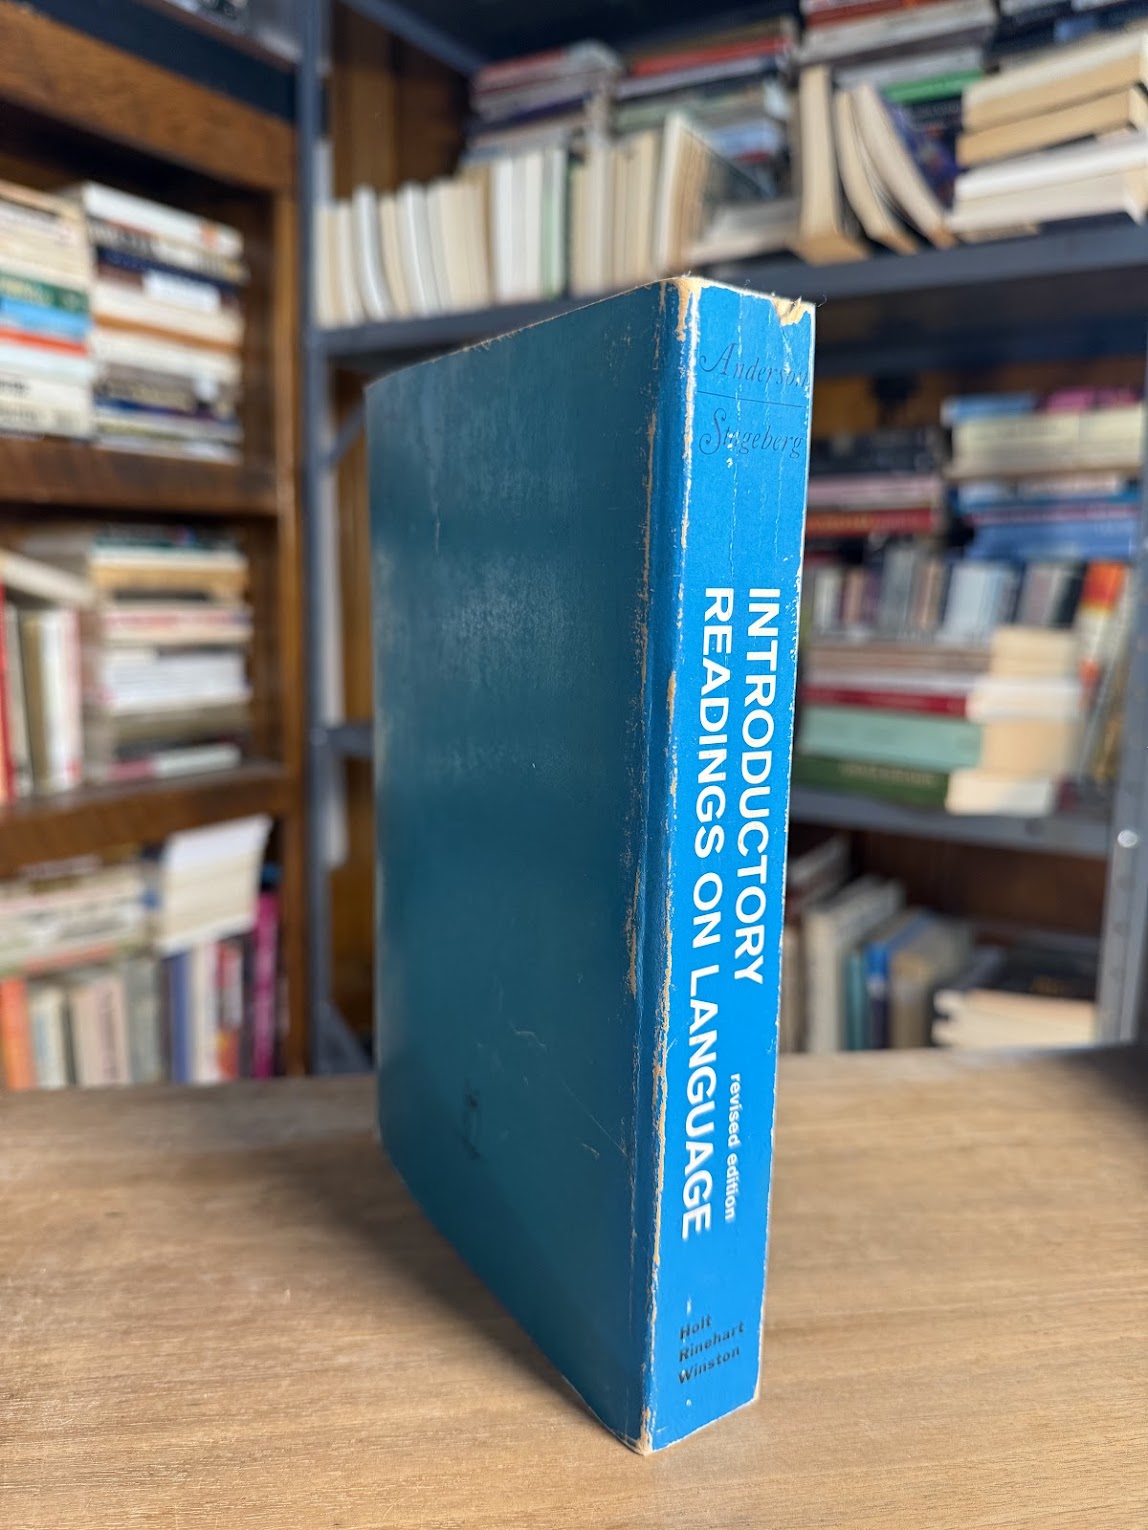 Anderson
Stageberg
INTRODUCTORY
READINGS ON LANGUAGE
revised edition
Holt
Rinehart
Winston